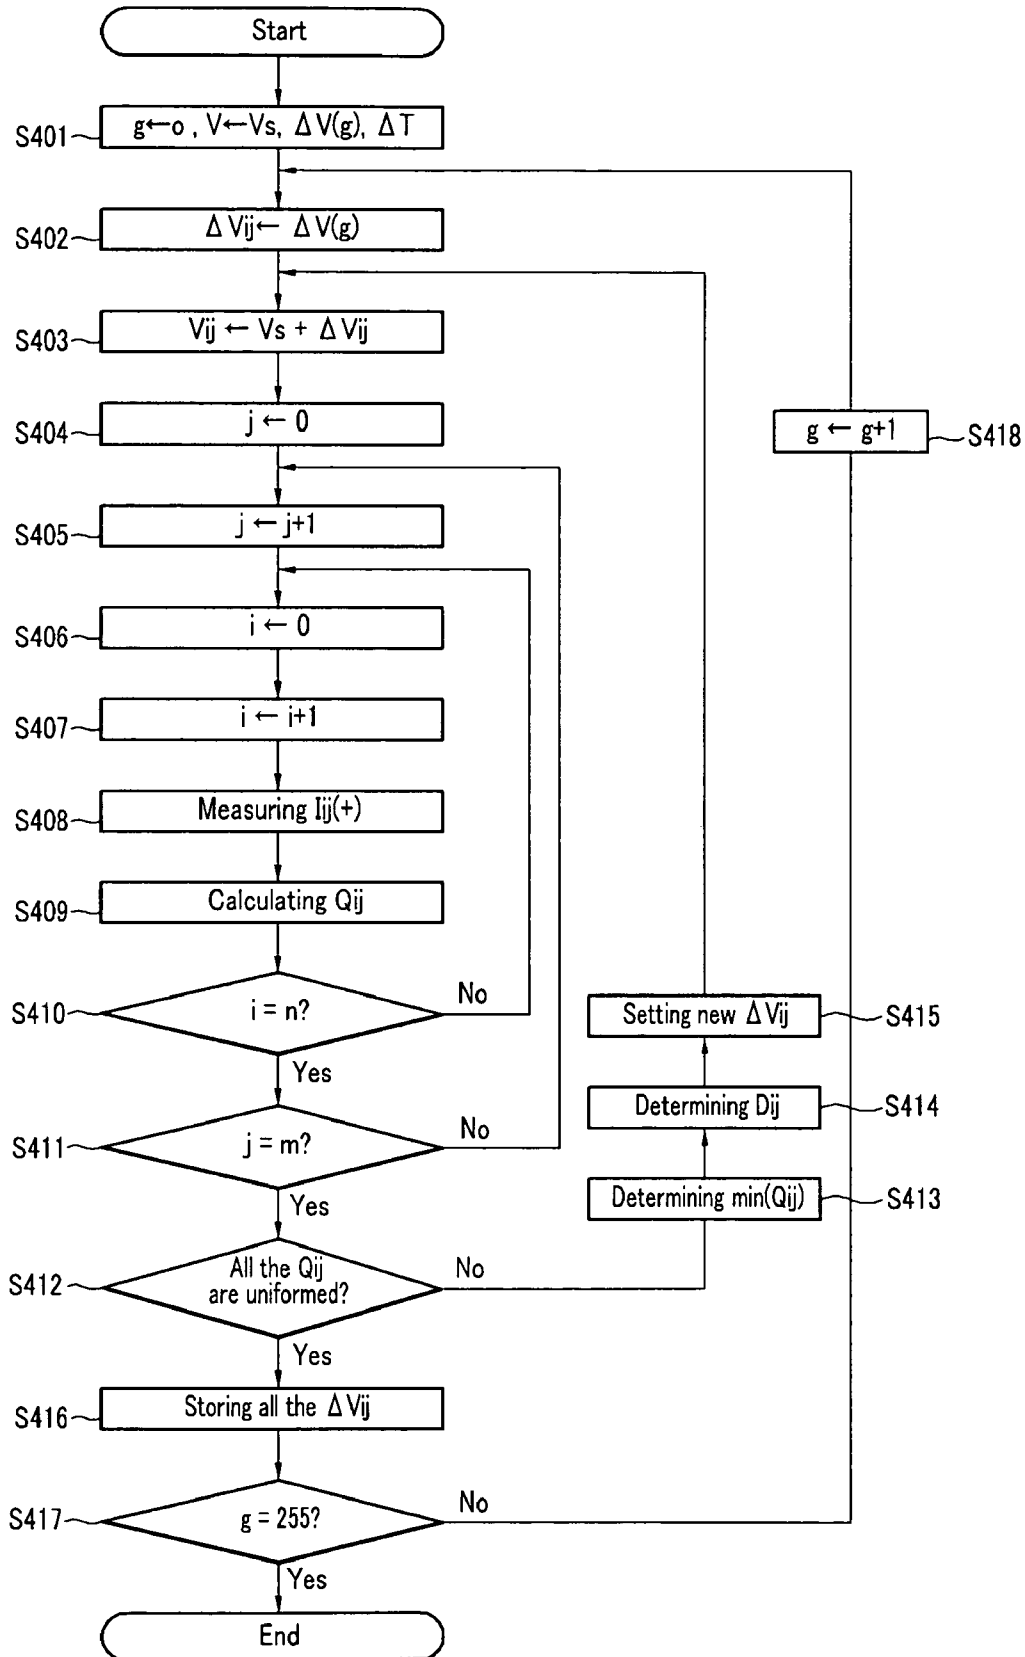 Start
S401
g←o , V←Vs, ΔV(g), ΔT
S402
ΔVij← ΔV(g)
S403
Vij ← Vs + ΔVij
S404
j ← 0
g ← g+1
S418
S405
j ← j+1
S406
i ← 0
S407
i ← i+1
S408
Measuring Iij(+)
S409
Calculating Qij
S410
i = n?
No
Yes
Setting new ΔVij
S415
Determining Dij
S414
S411
j = m?
No
Yes
Determining min(Qij)
S413
S412
All the Qij
are uniformed?
No
Yes
S416
Storing all the ΔVij
S417
g = 255?
No
Yes
End